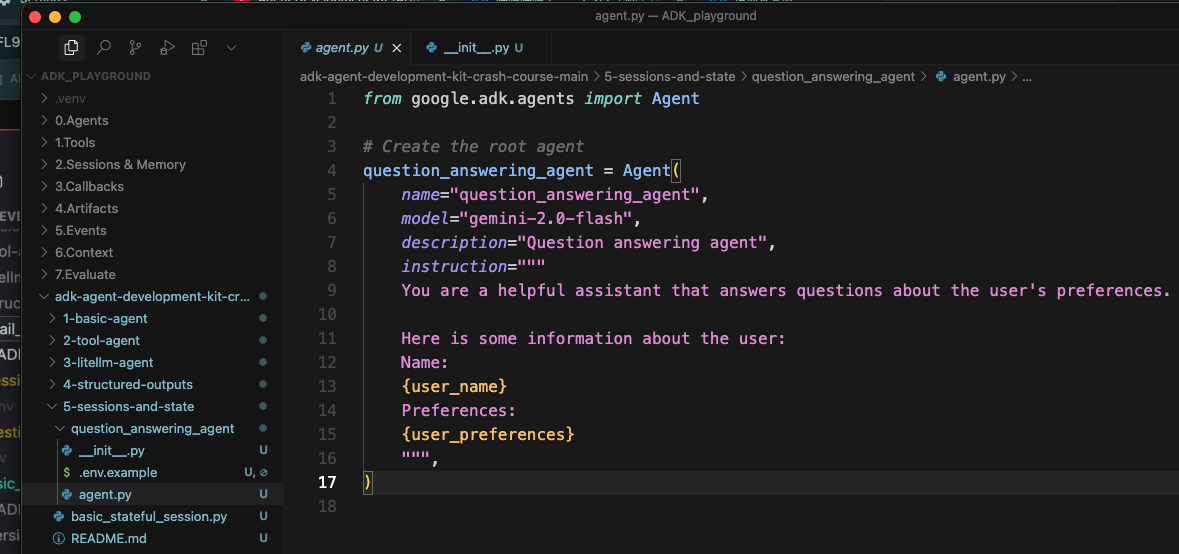 agent.py — ADK_playground
agent.py U
__init__.py U
ADK_PLAYGROUND
adk-agent-development-kit-crash-course-main > 5-sessions-and-state > question_answering_agent > agent.py > ...
.venv
0.Agents
1.Tools
2.Sessions & Memory
3.Callbacks
4.Artifacts
5.Events
6.Context
7.Evaluate
adk-agent-development-kit-cr...
1-basic-agent
2-tool-agent
3-litellm-agent
4-structured-outputs
5-sessions-and-state
question_answering_agent
__init__.py U
$ .env.example U,
agent.py U
basic_stateful_session.py U
README.md U
1 from google.adk.agents import Agent
2
3 # Create the root agent
4 question_answering_agent = Agent(
5 name="question_answering_agent",
6 model="gemini-2.0-flash",
7 description="Question answering agent",
8 instruction="""
9 You are a helpful assistant that answers questions about the user's preferences.
10
11 Here is some information about the user:
12 Name:
13 {user_name}
14 Preferences:
15 {user_preferences}
16 """,
17 )
18